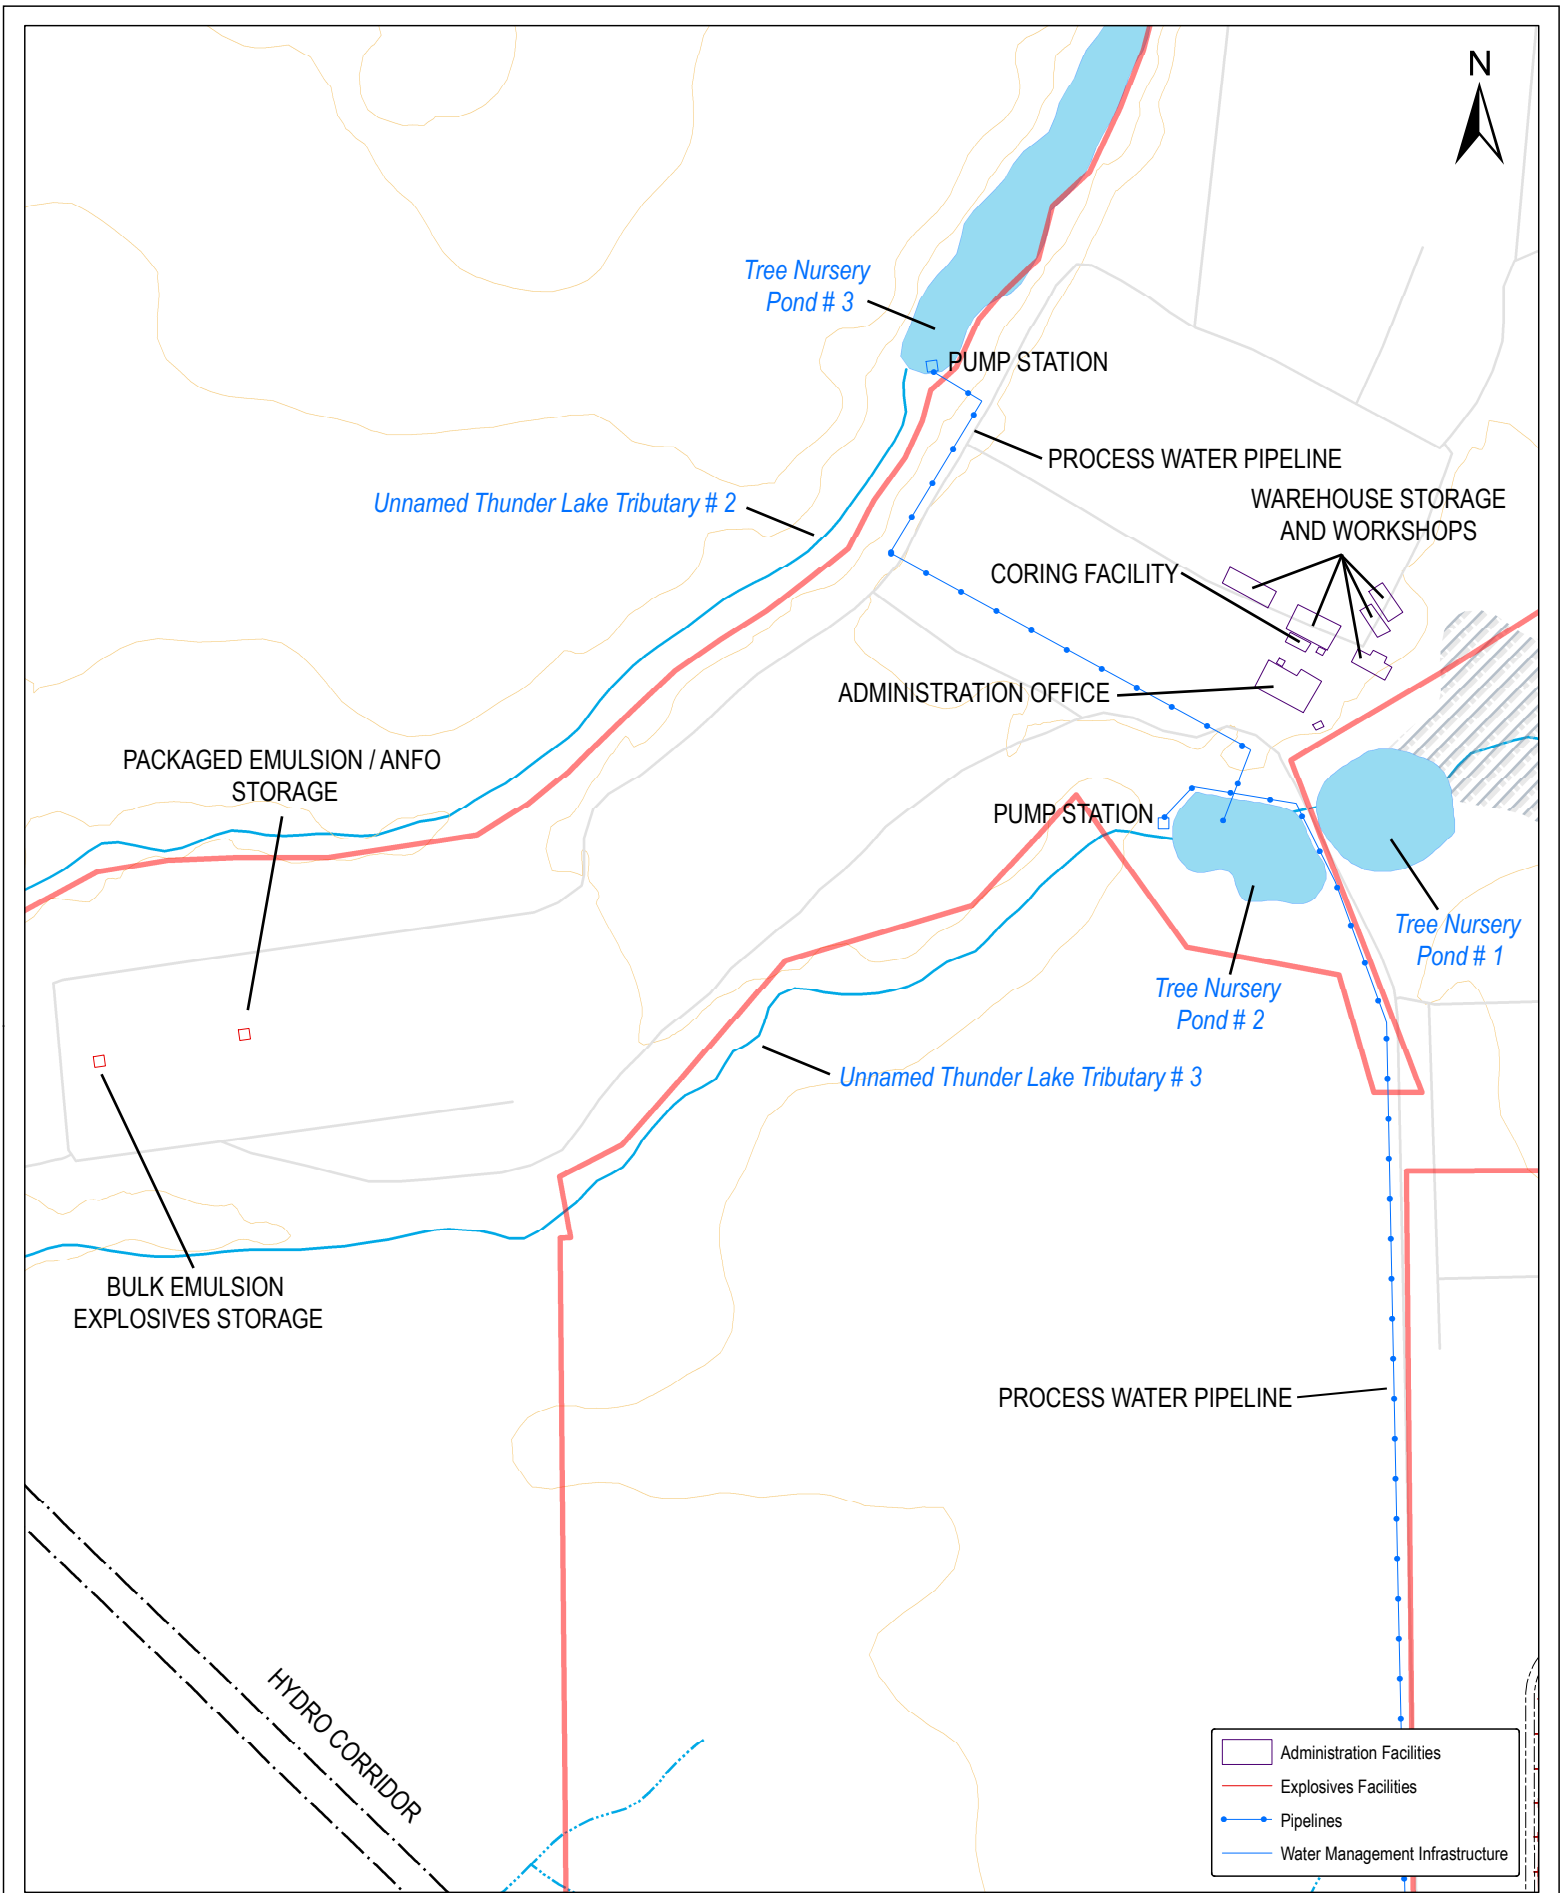 N
Tree Nursery
Pond # 3
PUMP STATION
PROCESS WATER PIPELINE
Unnamed Thunder Lake Tributary # 2
WAREHOUSE STORAGE
AND WORKSHOPS
CORING FACILITY
ADMINISTRATION OFFICE
PACKAGED EMULSION / ANFO
STORAGE
PUMP STATION
Tree Nursery
Pond # 1
Tree Nursery
Pond # 2
Unnamed Thunder Lake Tributary # 3
BULK EMULSION
EXPLOSIVES STORAGE
PROCESS WATER PIPELINE
HYDRO CORRIDOR
Administration Facilities
Explosives Facilities
Pipelines
Water Management Infrastructure